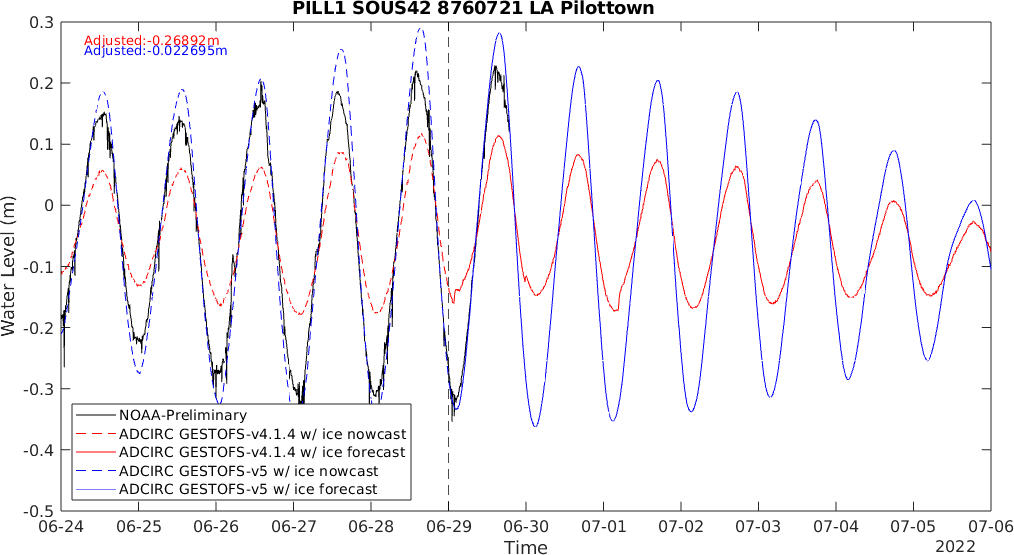 PILL1 SOUS42 8760721 LA Pilottown
Adjusted:-0.26892m
Adjusted:-0.022695m
0.3
0.2
0.1
0
-0.1
-0.2
-0.3
-0.4
-0.5
Water Level (m)
NOAA-Preliminary
ADCIRC GESTOFS-v4.1.4 w/ ice nowcast
ADCIRC GESTOFS-v4.1.4 w/ ice forecast
ADCIRC GESTOFS-v5 w/ ice nowcast
ADCIRC GESTOFS-v5 w/ ice forecast
06-24 06-25 06-26 06-27 06-28 06-29 06-30 07-01 07-02 07-03 07-04 07-05 07-06
Time
2022